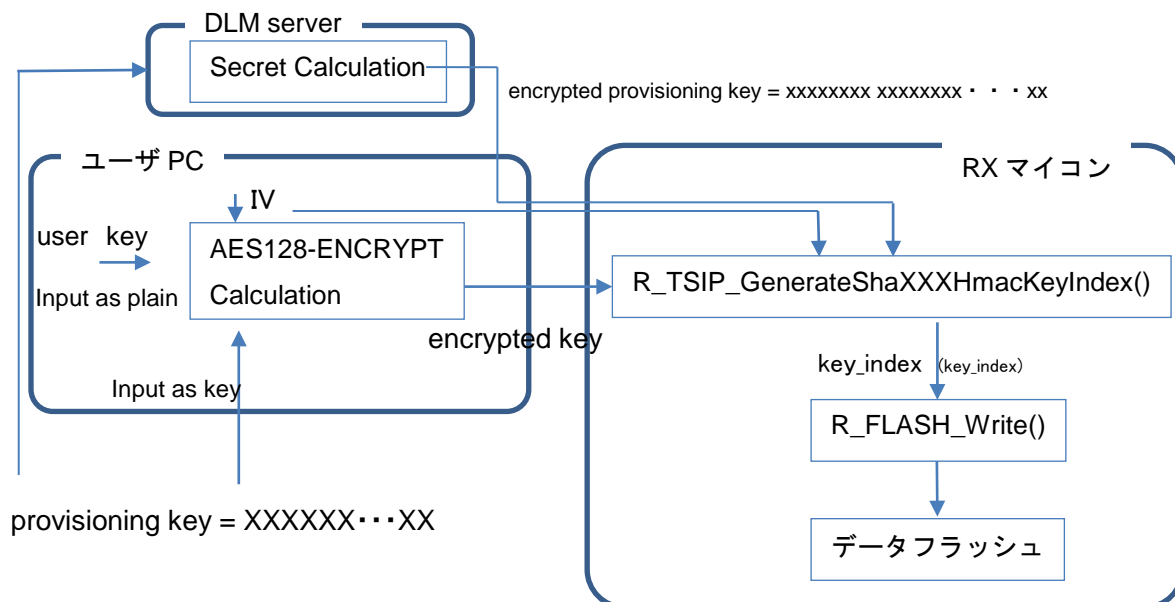 DLM server
Secret Calculation
encrypted provisioning key = xxxxxxxx xxxxxxxx・・・xx
ユーザ PC
RX マイコン
IV
user key
Input as plain
AES128-ENCRYPT
Calculation
R_TSIP_GenerateShaXXXHmacKeyIndex()
encrypted key
Input as key
key_index (key_index)
R_FLASH_Write()
provisioning key = XXXXXX・・・XX
データフラッシュ